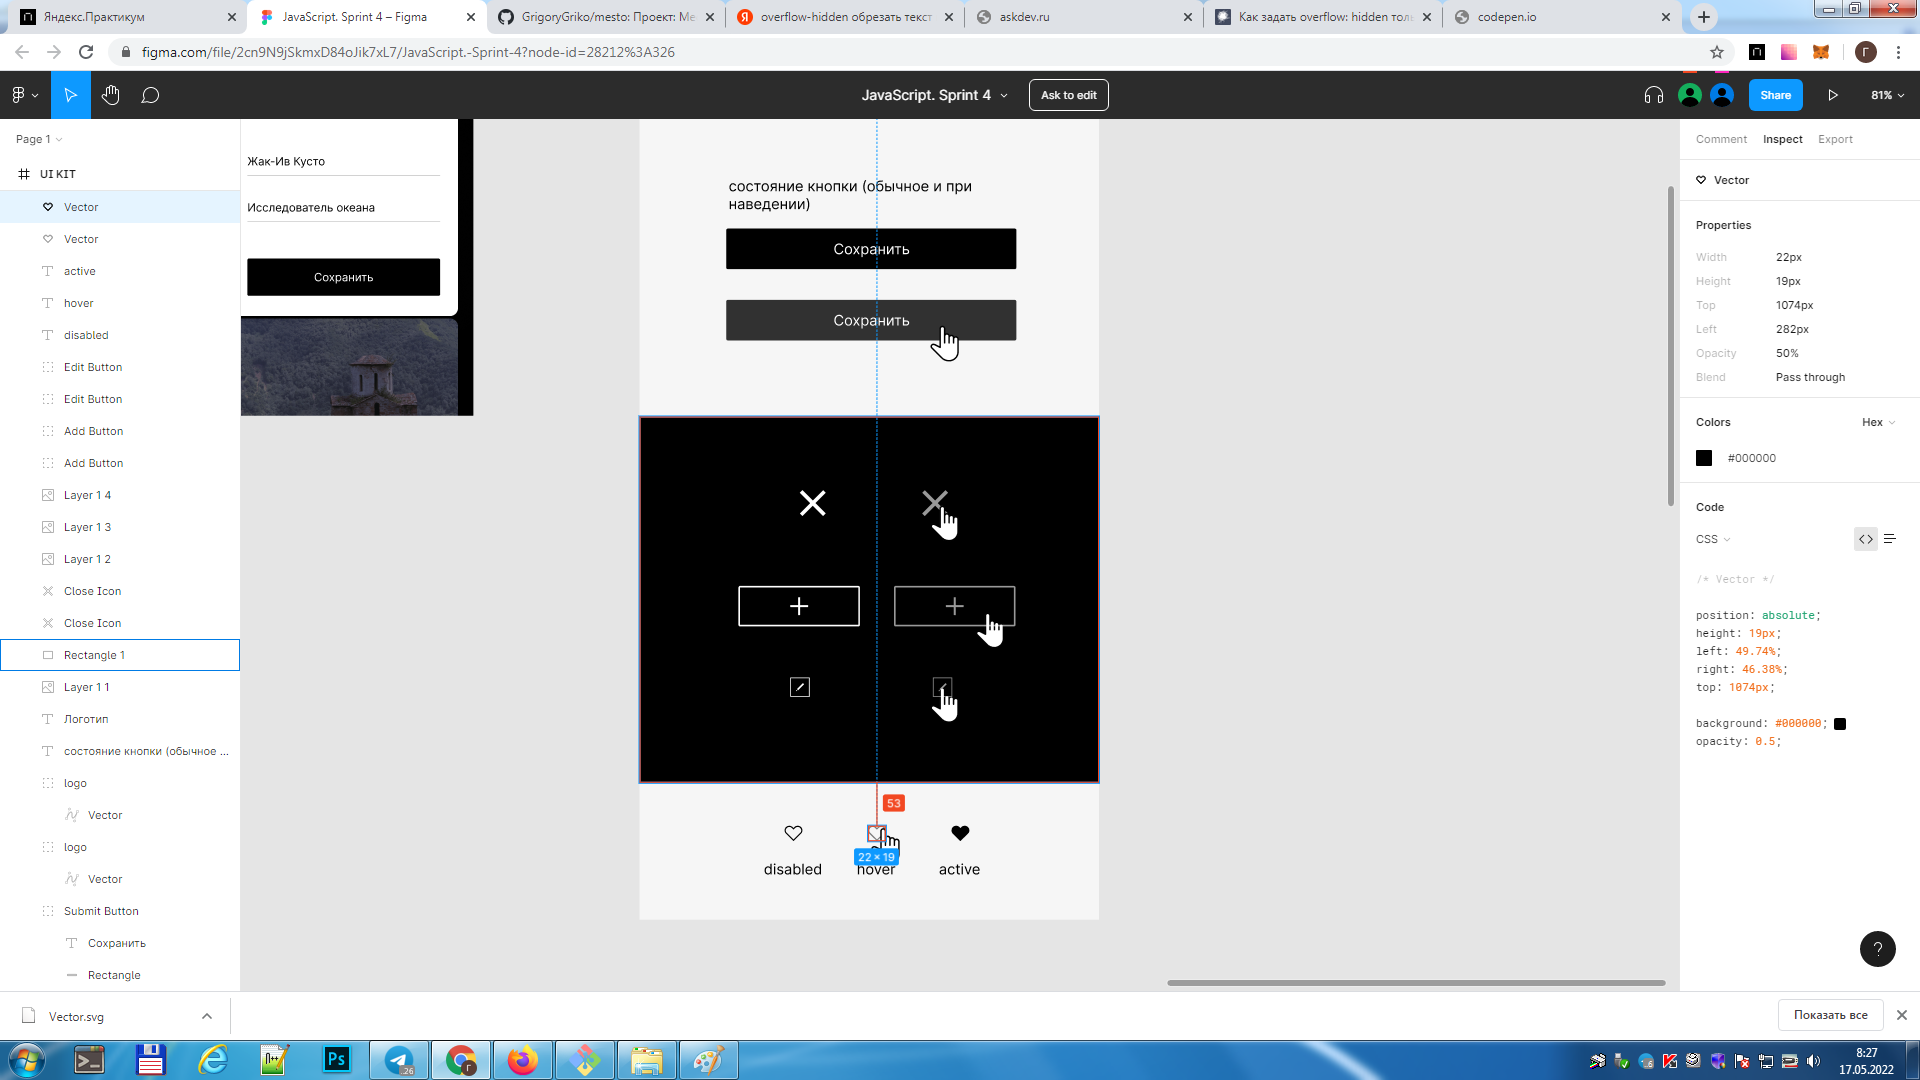 Яндекс.Практикум
JavaScript. Sprint 4 – Figma
GrigoryGriko/mesto: Проект: Ме
overflow-hidden обрезать текст
askdev.ru
Как задать overflow: hidden толь
codepen.io
figma.com/file/2cn9N9jSkmxD84oJik7xL7/JavaScript.-Sprint-4?node-id=28212%3A326
Г
JavaScript. Sprint 4
Ask to edit
Share
81%
Page 1
UI KIT
Vector
Vector
active
hover
disabled
Edit Button
Edit Button
Add Button
Add Button
Layer 1 4
Layer 1 3
Layer 1 2
Close Icon
Close Icon
Rectangle 1
Layer 1 1
Логотип
состояние кнопки (обычное ...
logo
Vector
logo
Vector
Submit Button
Сохранить
Rectangle
Жак-Ив Кусто
Исследователь океана
Сохранить
состояние кнопки (обычное и при
наведении)
Сохранить
Сохранить
53
22 × 19
disabled
hover
active
Comment
Inspect
Export
Vector
Properties
Width 22px
Height 19px
Top 1074px
Left 282px
Opacity 50%
Blend Pass through
Colors
Hex
#000000
Code
CSS
/* Vector */
position: absolute;
height: 19px;
left: 49.74%;
right: 46.38%;
top: 1074px;
background: #000000;
opacity: 0.5;
?
Vector.svg
Показать все
Ps
26
Г
8:27
17.05.2022